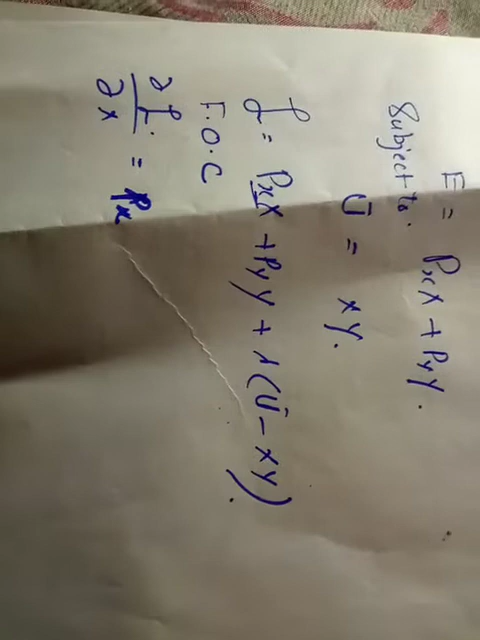 E = Pxx + Pyy.
Subject to.
Ū = xy.
ℒ = Pxx + Pyy + λ(Ū - xy).
F.O.C
∂ℒ/∂x = Px